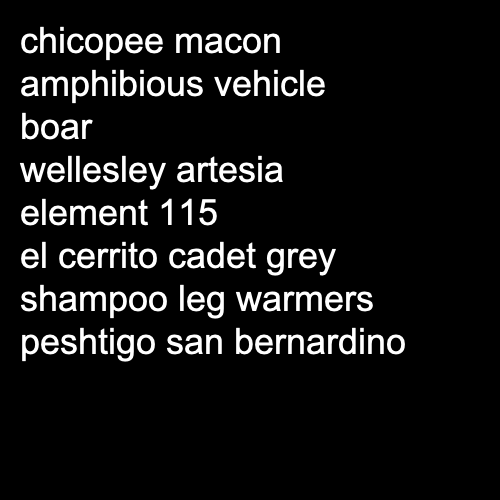 chicopee macon
amphibious vehicle
boar
wellesley artesia
element 115
el cerrito cadet grey
shampoo leg warmers
peshtigo san bernardino